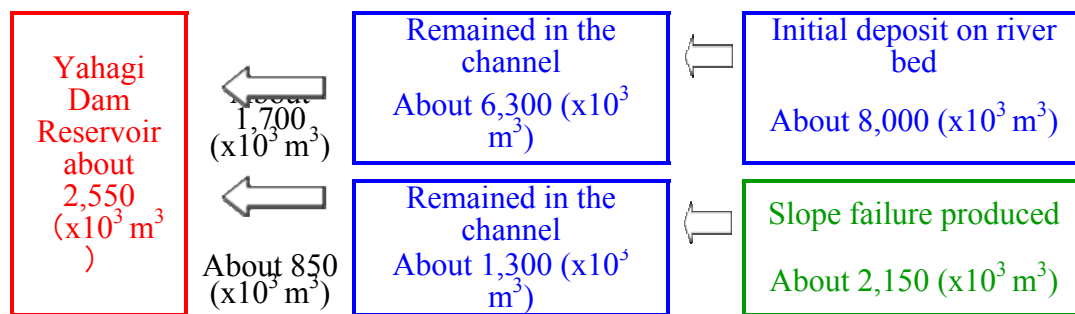 Yahagi
Dam
Reservoir
about
2,550
（x10³ m³
）
About
1,700
(x10³ m³)
About 850
(x10³ m³)
Remained in the
channel
About 6,300 (x10³
m³)
Remained in the
channel
About 1,300 (x10³
m³)
Initial deposit on river
bed
About 8,000 (x10³ m³)
Slope failure produced
About 2,150 (x10³ m³)